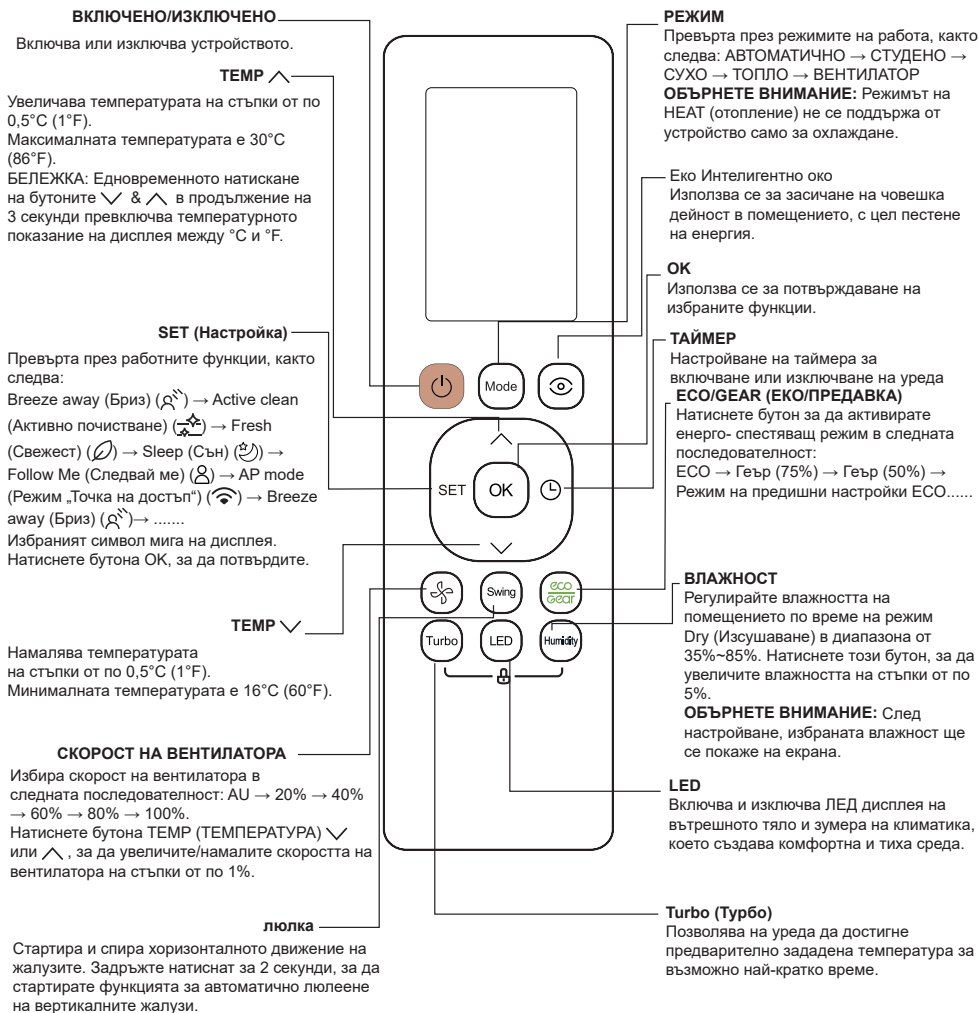 ВКЛЮЧЕНО/ИЗКЛЮЧЕНО
Включва или изключва устройството.
TEMP ︿
Увеличава температурата на стъпки от по
0,5°C (1°F).
Максималната температурата е 30°C
(86°F).
БЕЛЕЖКА: Едновременното натискане
на бутоните ﹀ & ︿ в продължение на
3 секунди превключва температурното
показание на дисплея между °C и °F.
SET (Настройка)
Превърта през работните функции, както
следва:
Breeze away (Бриз) ( ) → Active clean
(Активно почистване) ( ) → Fresh
(Свежест) ( ) → Sleep (Сън) ( ) →
Follow Me (Следвай ме) ( ) → AP mode
(Режим „Точка на достъп“) ( ) → Breeze
away (Бриз) ( )→ .......
Избраният символ мига на дисплея.
Натиснете бутона OK, за да потвърдите.
TEMP ﹀
Намалява температурата
на стъпки от по 0,5°C (1°F).
Минималната температурата е 16°C (60°F).
СКОРОСТ НА ВЕНТИЛАТОРА
Избира скорост на вентилатора в
следната последователност: AU → 20% → 40%
→ 60% → 80% → 100%.
Натиснете бутона TEMP (ТЕМПЕРАТУРА) ﹀
или ︿ , за да увеличите/намалите скоростта на
вентилатора на стъпки от по 1%.
люлка
Стартира и спира хоризонталното движение на
жалузите. Задръжте натиснат за 2 секунди, за да
стартирате функцията за автоматично люлеене
на вертикалните жалузи.
Mode
SET
OK
Swing
eco
Gear
Turbo
LED
Humidity
РЕЖИМ
Превърта през режимите на работа, както
следва: АВТОМАТИЧНО → СТУДЕНО →
СУХО → ТОПЛО → ВЕНТИЛАТОР
ОБЪРНЕТЕ ВНИМАНИЕ: Режимът на
HEAT (отопление) не се поддържа от
устройство само за охлаждане.
Еко Интелигентно око
Използва се за засичане на човешка
дейност в помещението, с цел пестене
на енергия.
OK
Използва се за потвърждаване на
избраните функции.
ТАЙМЕР
Настройване на таймера за
включване или изключване на уреда
ECO/GEAR (ЕКО/ПРЕДАВКА)
Натиснете бутон за да активирате
енерго- спестяващ режим в следната
последователност:
ECO → Геър (75%) → Геър (50%) →
Режим на предишни настройки ECO......
ВЛАЖНОСТ
Регулирайте влажността на
помещението по време на режим
Dry (Изсушаване) в диапазона от
35%~85%. Натиснете този бутон, за да
увеличите влажността на стъпки от по
5%.
ОБЪРНЕТЕ ВНИМАНИЕ: След
настройване, избраната влажност ще
се покаже на екрана.
LED
Включва и изключва ЛЕД дисплея на
вътрешното тяло и зумера на климатика,
което създава комфортна и тиха среда.
Turbo (Турбо)
Позволява на уреда да достигне
предварително зададена температура за
възможно най-кратко време.